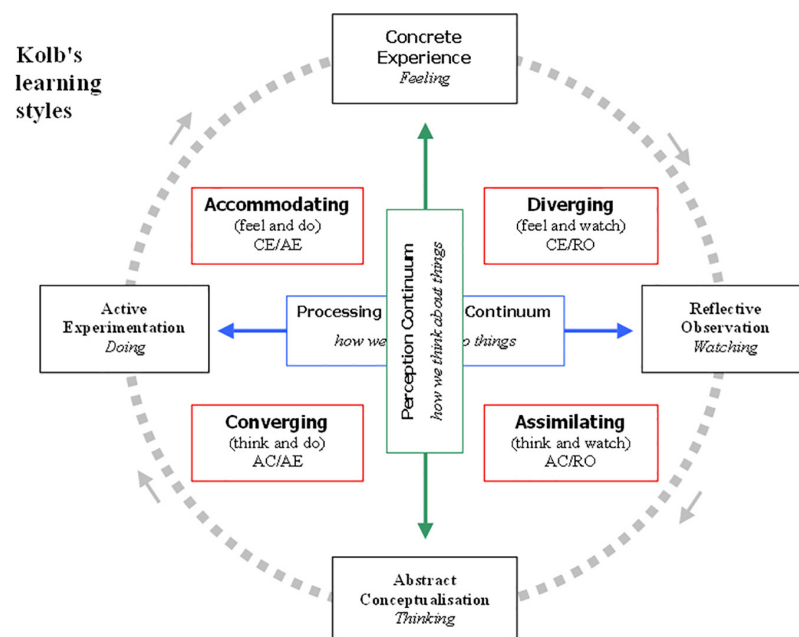 Kolb's
learning
styles
Concrete
Experience
Feeling
Accommodating
(feel and do)
CE/AE
Diverging
(feel and watch)
CE/RO
Active
Experimentation
Doing
Processing Continuum
how we things
Perception Continuum
how we think about things
Reflective
Observation
Watching
Converging
(think and do)
AC/AE
Assimilating
(think and watch)
AC/RO
Abstract
Conceptualisation
Thinking